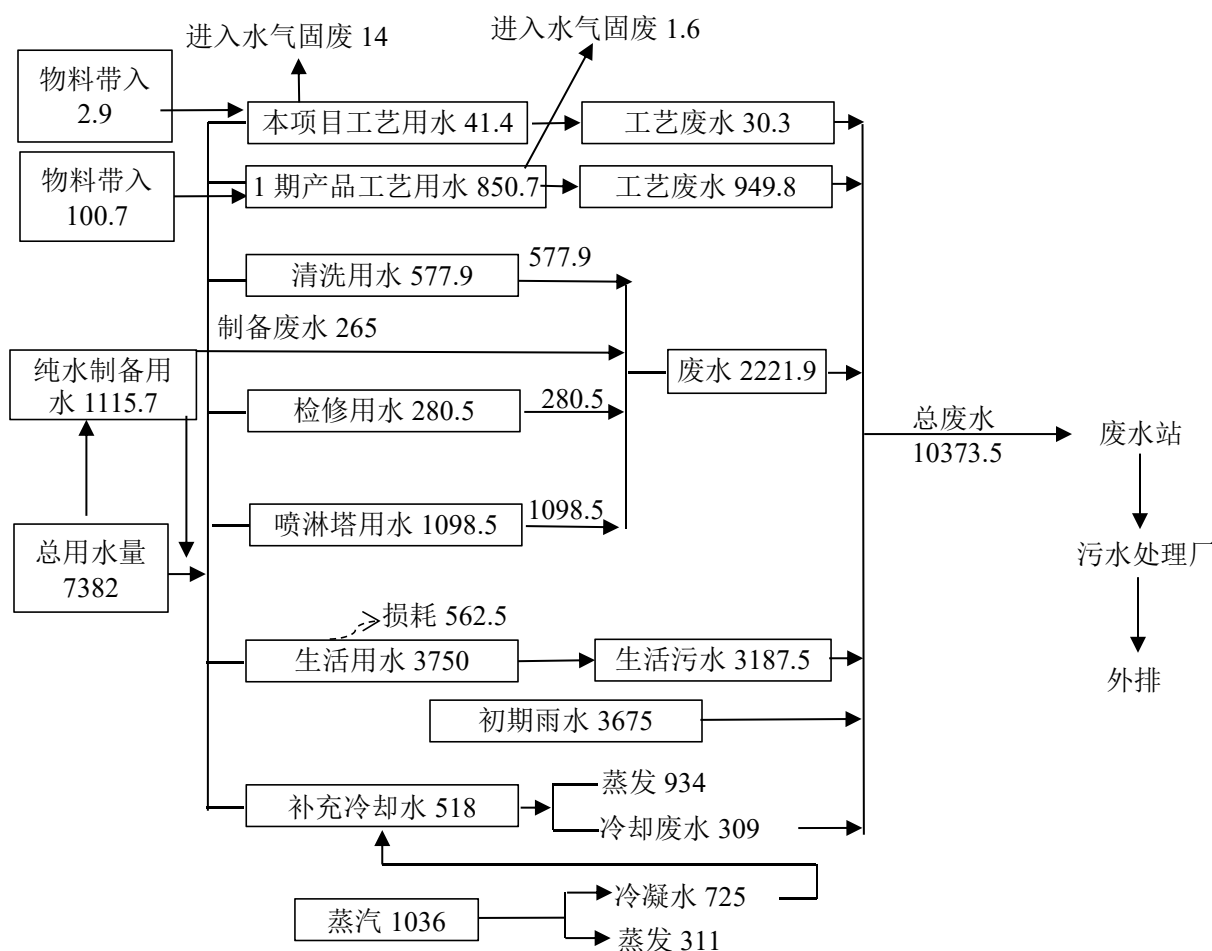 进入水气固废 14
进入水气固废 1.6
物料带入
2.9
本项目工艺用水 41.4
工艺废水 30.3
物料带入
100.7
1 期产品工艺用水 850.7
工艺废水 949.8
清洗用水 577.9
577.9
制备废水 265
纯水制备用
水 1115.7
废水 2221.9
检修用水 280.5
280.5
总废水
10373.5
废水站
喷淋塔用水 1098.5
1098.5
总用水量
7382
污水处理厂
损耗 562.5
生活用水 3750
生活污水 3187.5
外排
初期雨水 3675
补充冷却水 518
蒸发 934
冷却废水 309
蒸汽 1036
冷凝水 725
蒸发 311